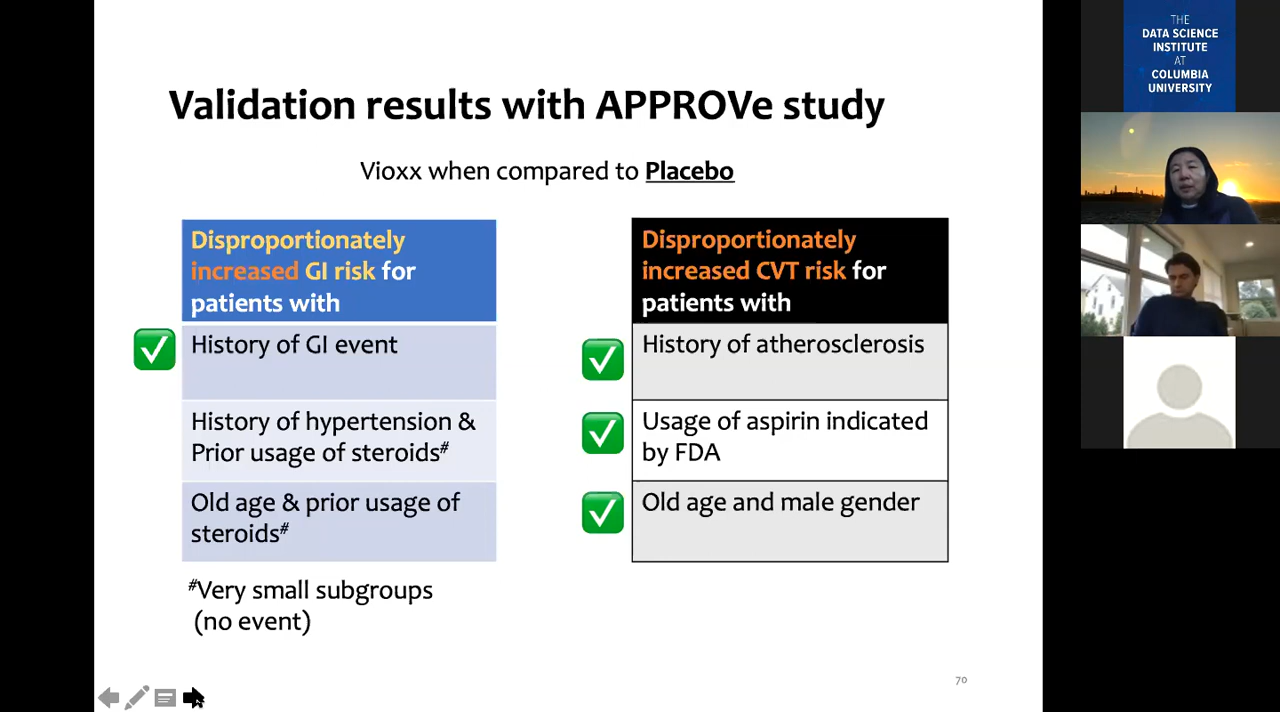 Validation results with APPROVe study
Vioxx when compared to Placebo
Disproportionately
increased GI risk for
patients with
History of GI event
History of hypertension &
Prior usage of steroids#
Old age & prior usage of
steroids#
#Very small subgroups
(no event)
Disproportionately
increased CVT risk for
patients with
History of atherosclerosis
Usage of aspirin indicated
by FDA
Old age and male gender
70
THE
DATA SCIENCE
INSTITUTE
AT
COLUMBIA
UNIVERSITY